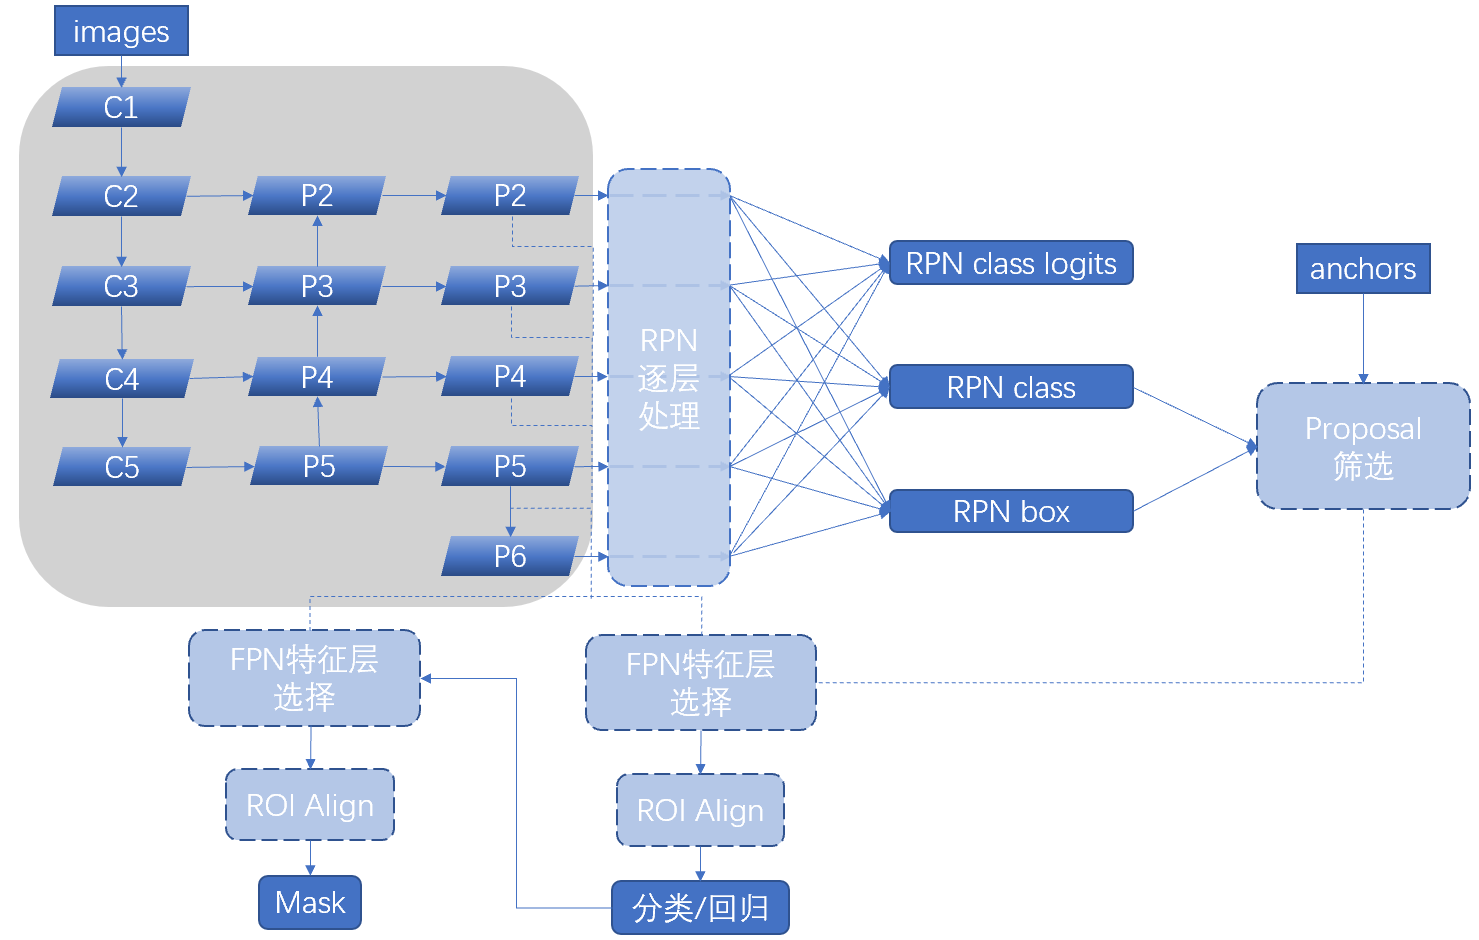 images
C1
C2
P2
P2
C3
P3
P3
C4
P4
P4
C5
P5
P5
P6
RPN
逐层
处理
RPN class logits
RPN class
RPN box
anchors
Proposal
筛选
FPN特征层
选择
FPN特征层
选择
ROI Align
ROI Align
Mask
分类/回归